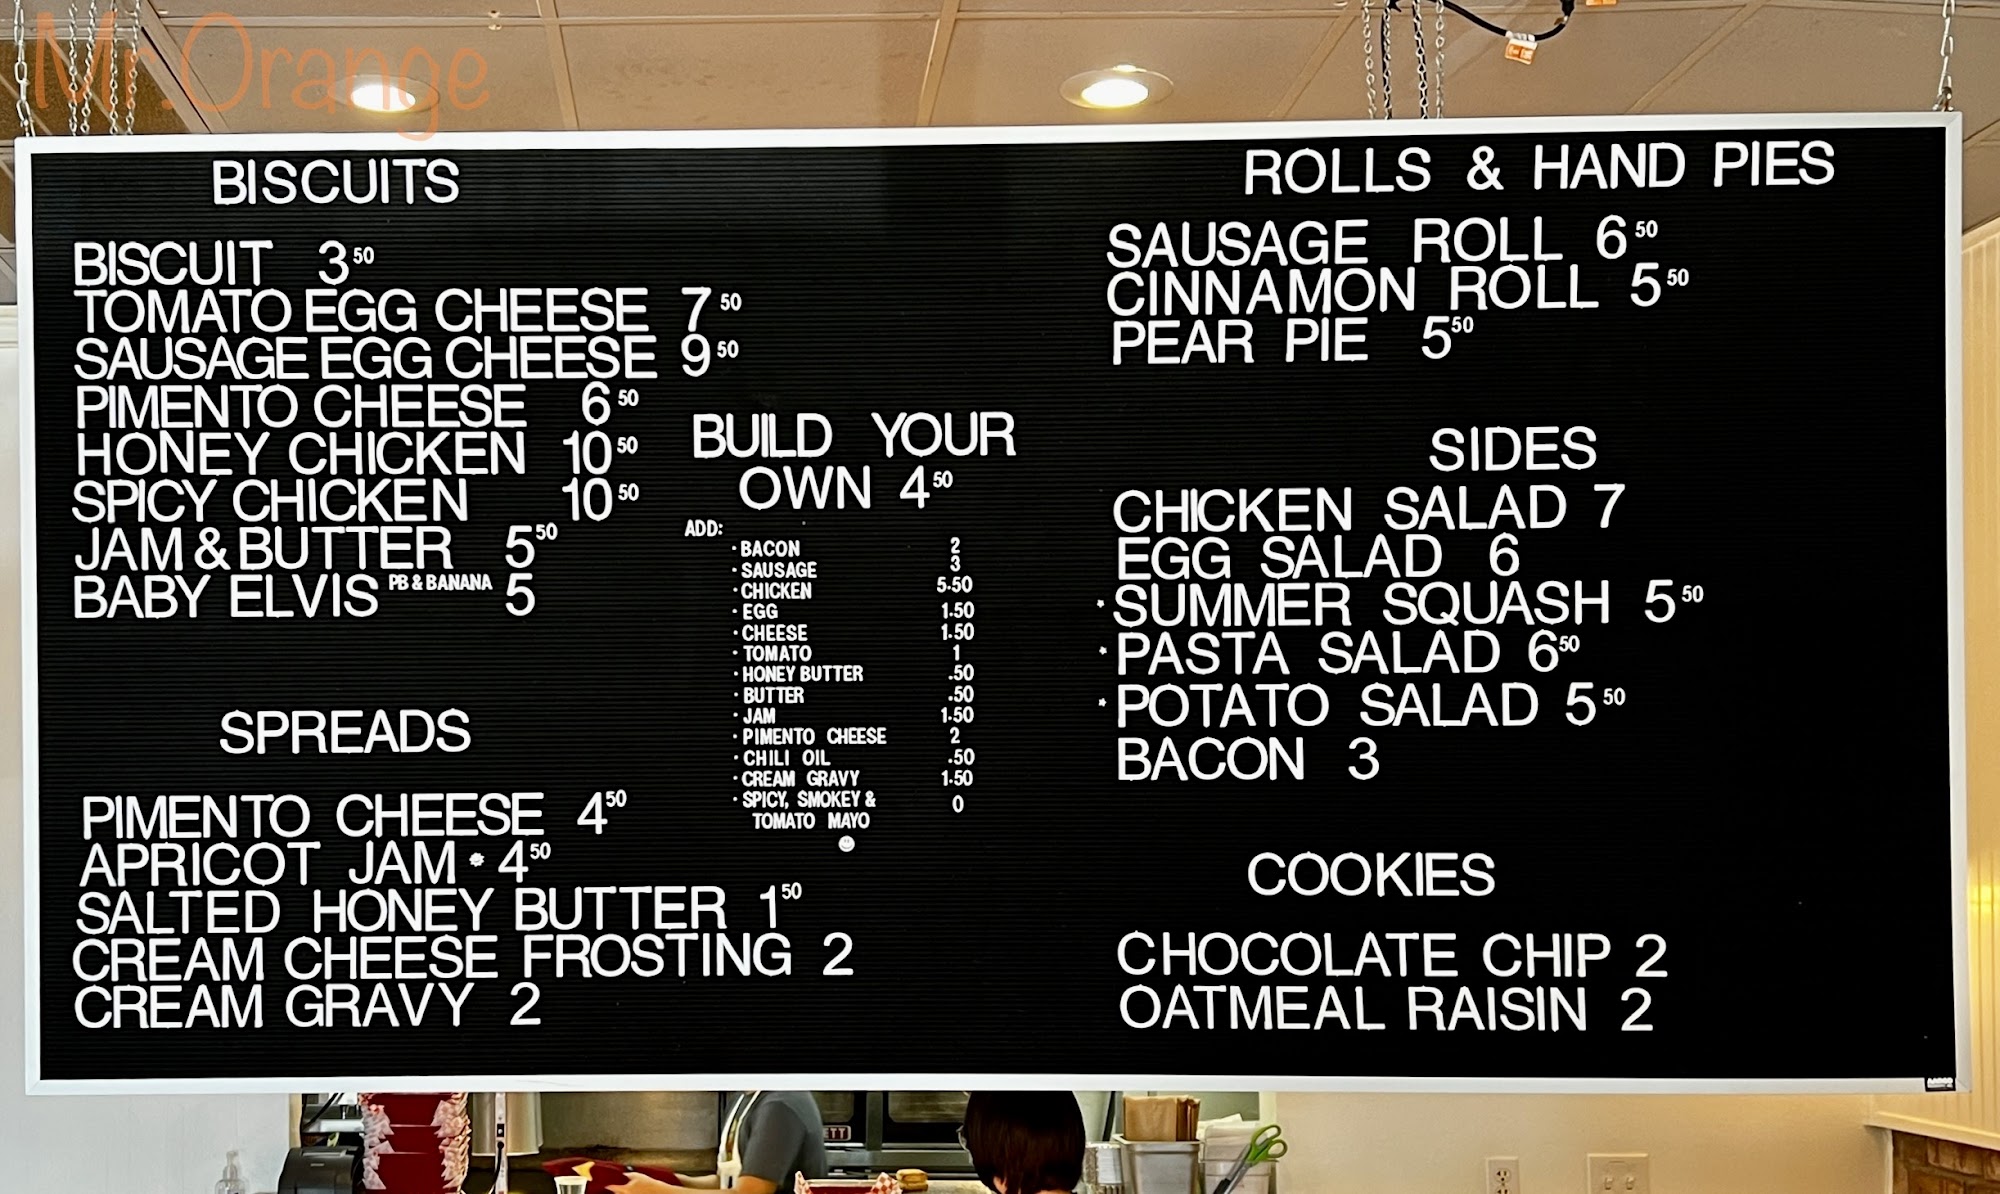 Mr.Orange
BISCUITS
BISCUIT 3 50
TOMATO EGG CHEESE 7 50
SAUSAGE EGG CHEESE 9 50
PIMENTO CHEESE 6 50
HONEY CHICKEN 10 50
SPICY CHICKEN 10 50
JAM & BUTTER 5 50
BABY ELVIS PB & BANANA 5
SPREADS
PIMENTO CHEESE 4 50
APRICOT JAM 4 50
SALTED HONEY BUTTER 1 50
CREAM CHEESE FROSTING 2
CREAM GRAVY 2
BUILD YOUR
OWN 4 50
ADD:
· BACON 2
· SAUSAGE 3
· CHICKEN 5.50
· EGG 1.50
· CHEESE 1.50
· TOMATO 1
· HONEY BUTTER .50
· BUTTER .50
· JAM 1.50
· PIMENTO CHEESE 2
· CHILI OIL .50
· CREAM GRAVY 1.50
· SPICY, SMOKEY & 0
TOMATO MAYO
ROLLS & HAND PIES
SAUSAGE ROLL 6 50
CINNAMON ROLL 5 50
PEAR PIE 5 50
SIDES
CHICKEN SALAD 7
EGG SALAD 6
* SUMMER SQUASH 5 50
* PASTA SALAD 6 50
* POTATO SALAD 5 50
BACON 3
COOKIES
CHOCOLATE CHIP 2
OATMEAL RAISIN 2